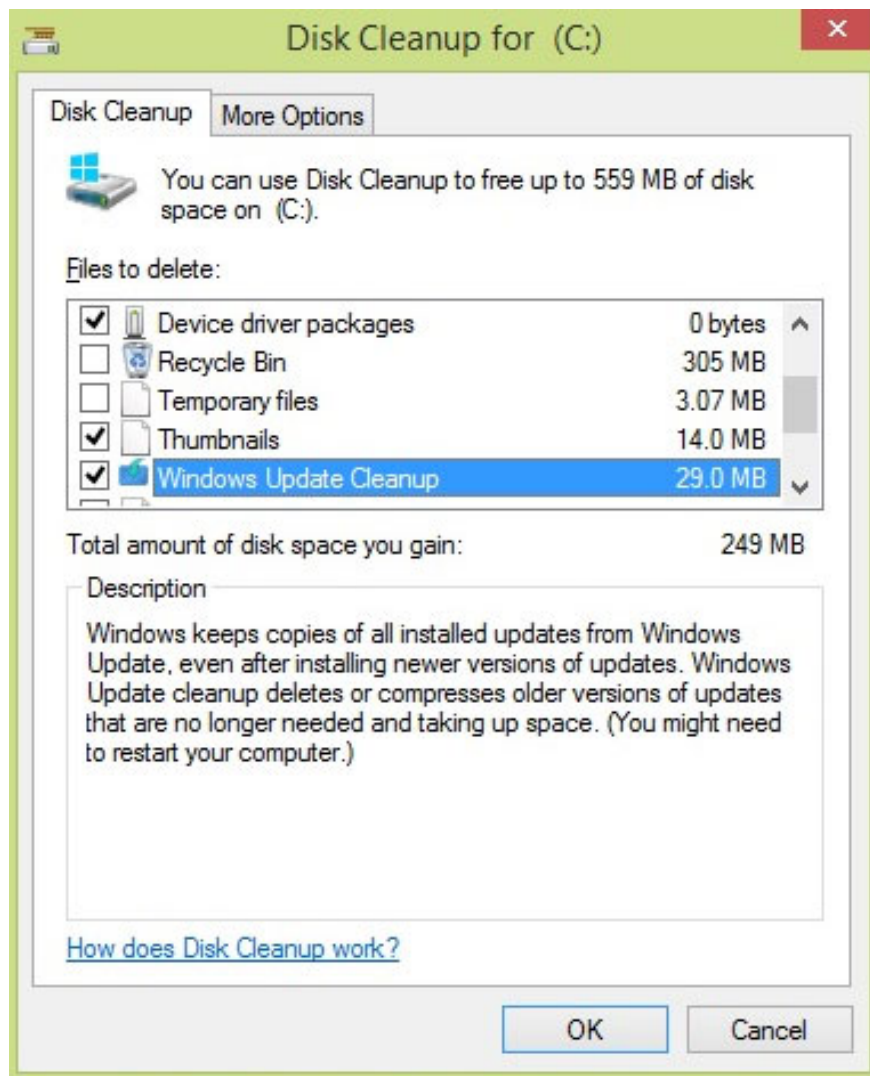 Disk Cleanup for (C:)
Disk Cleanup
More Options
You can use Disk Cleanup to free up to 559 MB of disk
space on (C:).
Files to delete:
Device driver packages 0 bytes
Recycle Bin 305 MB
Temporary files 3.07 MB
Thumbnails 14.0 MB
Windows Update Cleanup 29.0 MB
Total amount of disk space you gain: 249 MB
Description
Windows keeps copies of all installed updates from Windows
Update, even after installing newer versions of updates. Windows
Update cleanup deletes or compresses older versions of updates
that are no longer needed and taking up space. (You might need
to restart your computer.)
How does Disk Cleanup work?
OK
Cancel